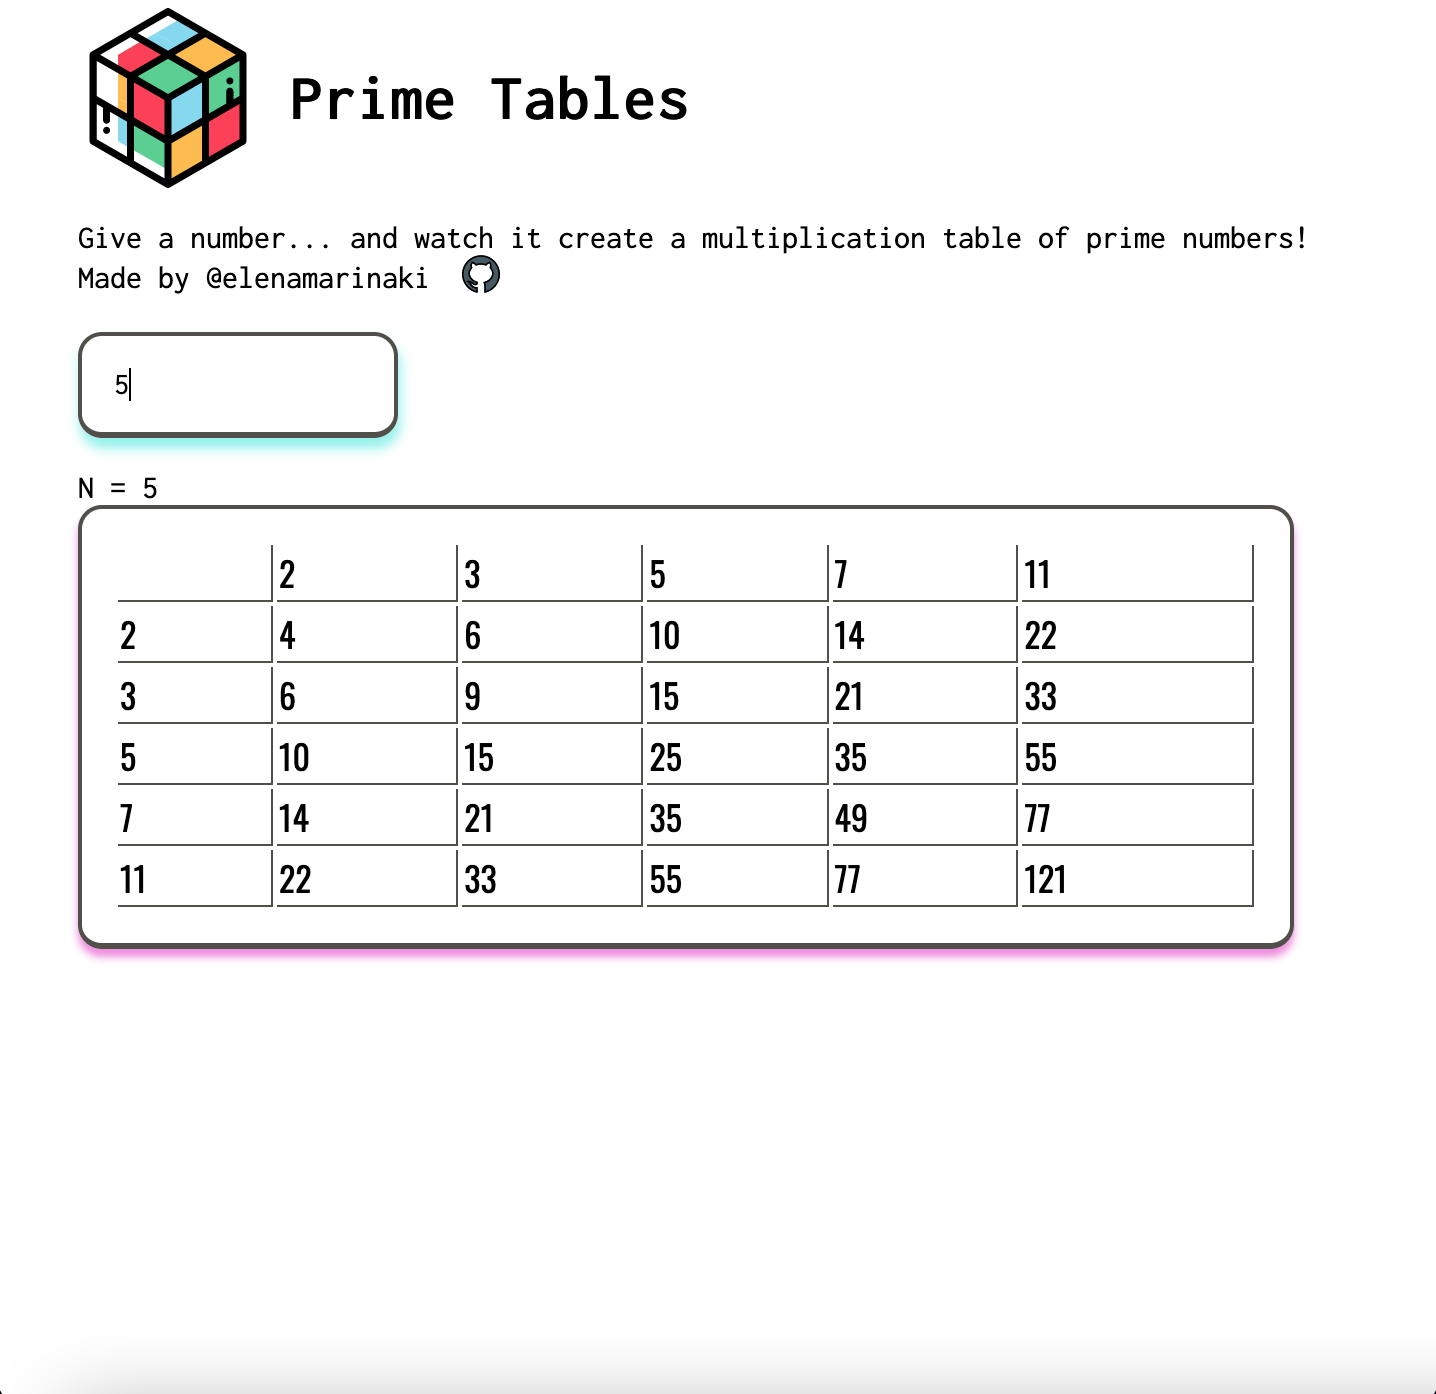 Prime Tables
Give a number... and watch it create a multiplication table of prime numbers!
Made by @elenamarinaki
5
N = 5
2 3 5 7 11
2 4 6 10 14 22
3 6 9 15 21 33
5 10 15 25 35 55
7 14 21 35 49 77
11 22 33 55 77 121